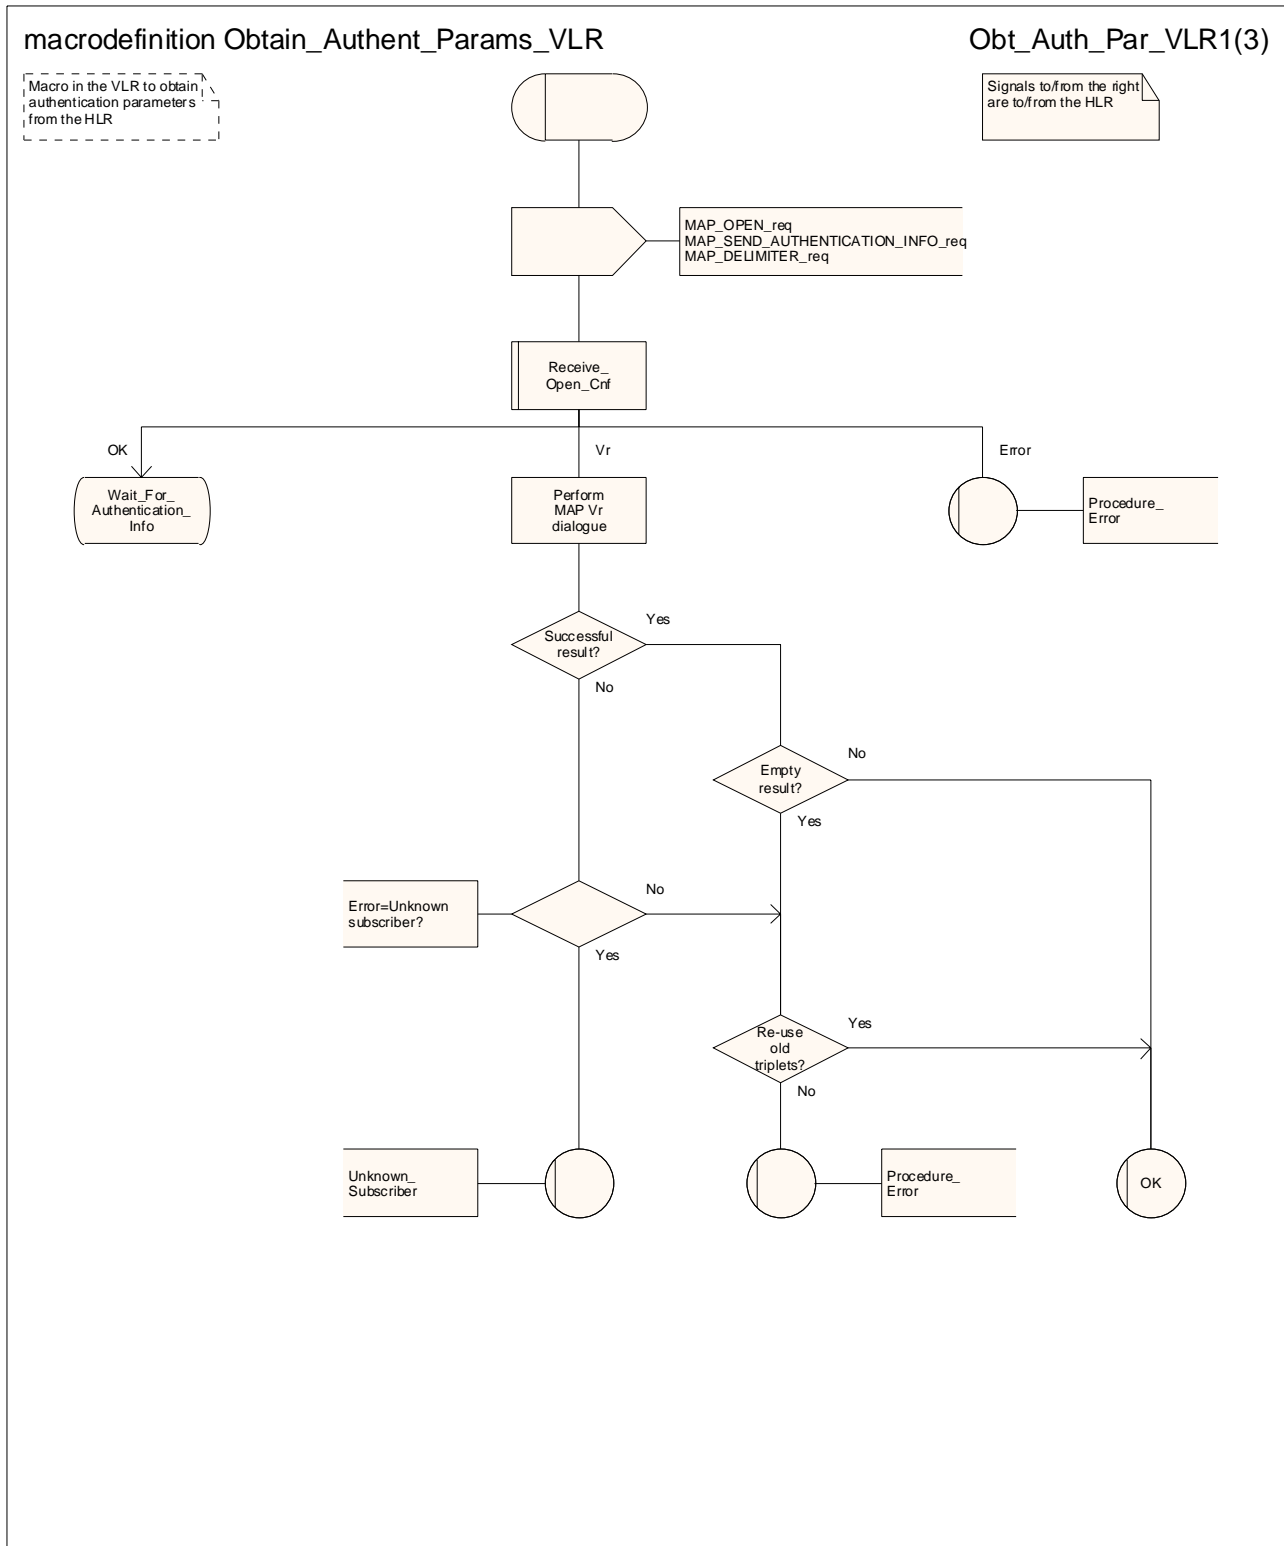 macrodefinition Obtain_Authent_Params_VLR
Obt_Auth_Par_VLR1(3)
Macro in the VLR to obtain
authentication parameters
from the HLR
Signals to/from the right
are to/from the HLR
MAP_OPEN_req
MAP_SEND_AUTHENTICATION_INFO_req
MAP_DELIMITER_req
Receive_
Open_Cnf
OK
Vr
Error
Wait_For_
Authentication_
Info
Perform
MAP Vr
dialogue
Procedure_
Error
Successful
result?
Yes
No
Empty
result?
No
Yes
Error=Unknown
subscriber?
No
Yes
Re-use
old
triplets?
Yes
No
Unknown_
Subscriber
Procedure_
Error
OK